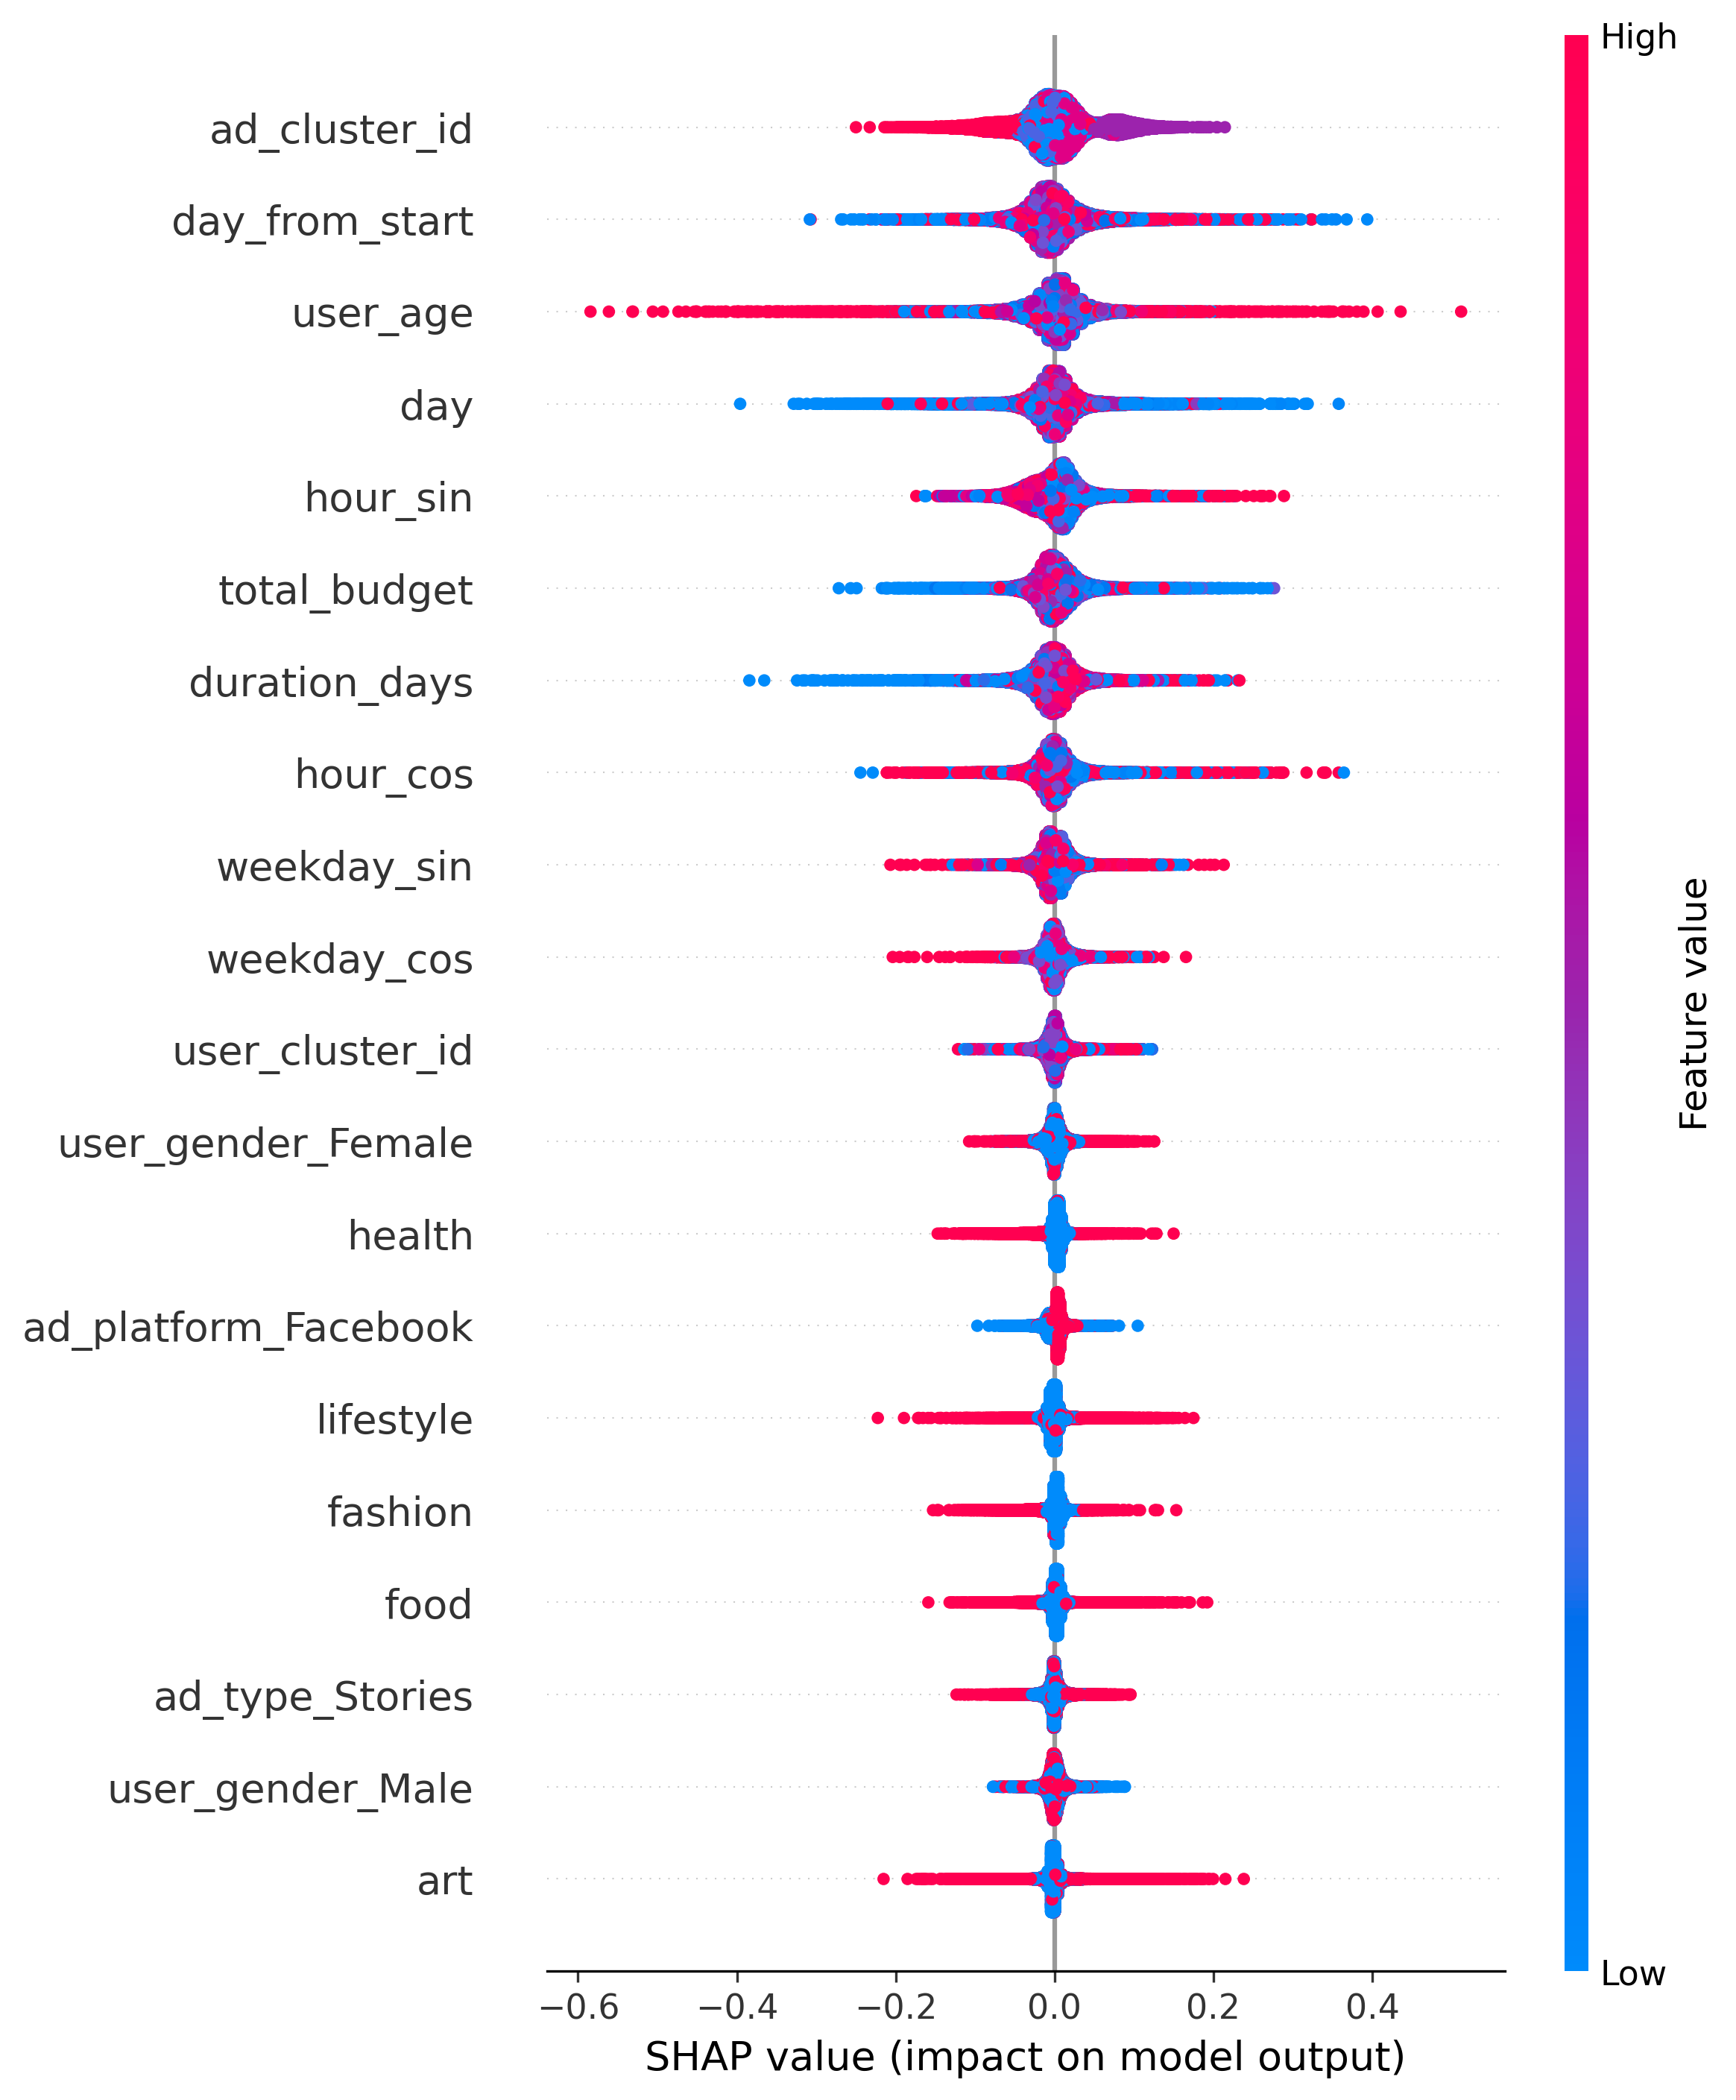 High
ad_cluster_id
day_from_start
user_age
day
hour_sin
total_budget
duration_days
hour_cos
weekday_sin
weekday_cos
user_cluster_id
user_gender_Female
health
ad_platform_Facebook
lifestyle
fashion
food
ad_type_Stories
user_gender_Male
art
Feature value
Low
−0.6 −0.4 −0.2 0.0 0.2 0.4
SHAP value (impact on model output)